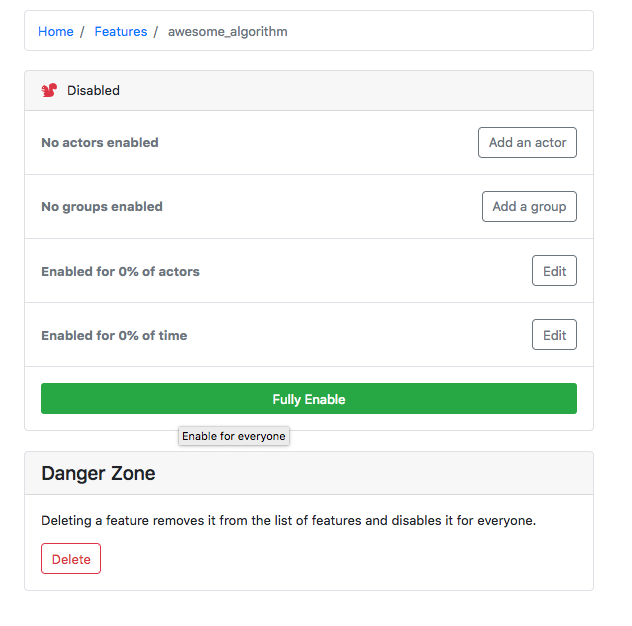 Home / Features / awesome_algorithm
Disabled
No actors enabled
Add an actor
No groups enabled
Add a group
Enabled for 0% of actors
Edit
Enabled for 0% of time
Edit
Fully Enable
Enable for everyone
Danger Zone
Deleting a feature removes it from the list of features and disables it for everyone.
Delete